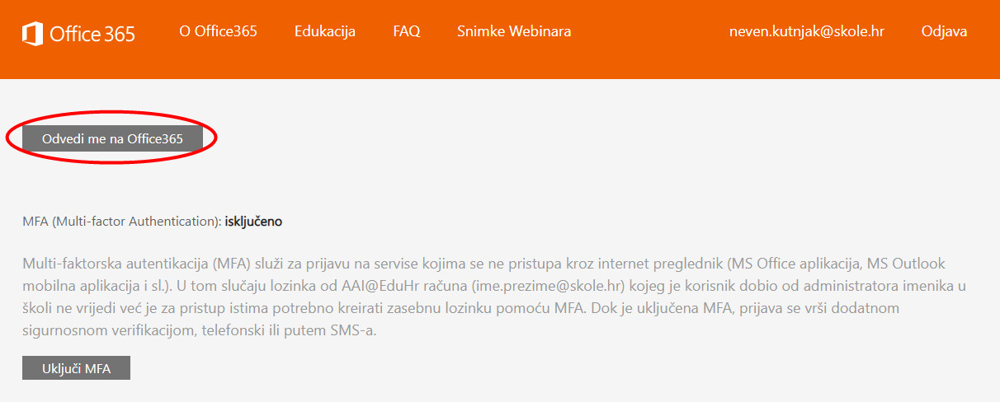 Office 365 O Office365 Edukacija FAQ Snimke Webinara neven.kutnjak@skole.hr Odjava
Odvedi me na Office365
MFA (Multi-factor Authentication): isključeno
Multi-faktorska autentikacija (MFA) služi za prijavu na servise kojima se ne pristupa kroz internet preglednik (MS Office aplikacija, MS Outlook
mobilna aplikacija i sl.). U tom slučaju lozinka od AAI@EduHr računa (ime.prezime@skole.hr) kojeg je korisnik dobio od administratora imenika u
školi ne vrijedi već je za pristup istima potrebno kreirati zasebnu lozinku pomoću MFA. Dok je uključena MFA, prijava se vrši dodatnom
sigurnosnom verifikacijom, telefonski ili putem SMS-a.
Uključi MFA